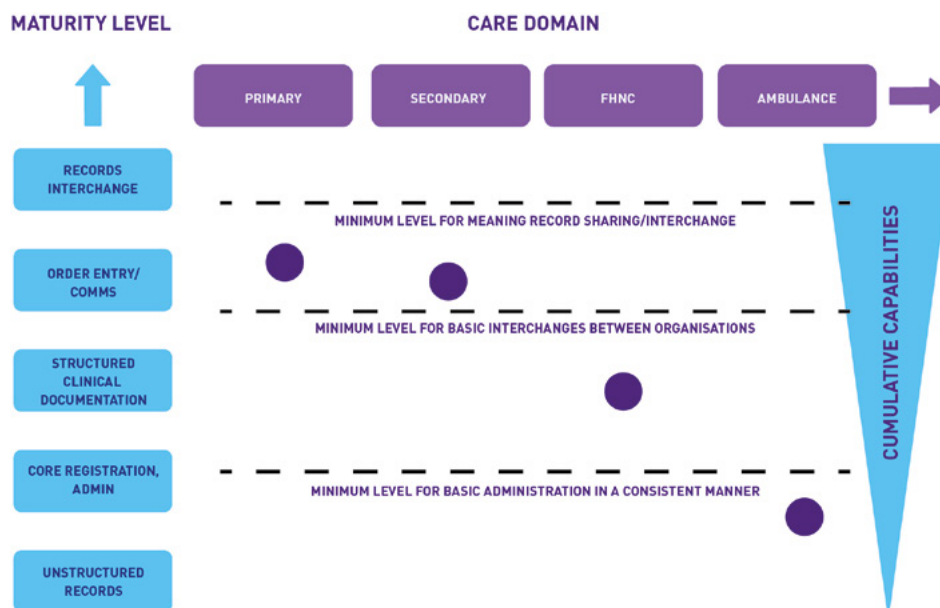 MATURITY LEVEL
CARE DOMAIN
PRIMARY
SECONDARY
FHNC
AMBULANCE
RECORDS
INTERCHANGE
MINIMUM LEVEL FOR MEANING RECORD SHARING/INTERCHANGE
ORDER ENTRY/
COMMS
MINIMUM LEVEL FOR BASIC INTERCHANGES BETWEEN ORGANISATIONS
STRUCTURED
CLINICAL
DOCUMENTATION
CORE REGISTRATION,
ADMIN
MINIMUM LEVEL FOR BASIC ADMINISTRATION IN A CONSISTENT MANNER
UNSTRUCTURED
RECORDS
CUMULATIVE CAPABILITIES